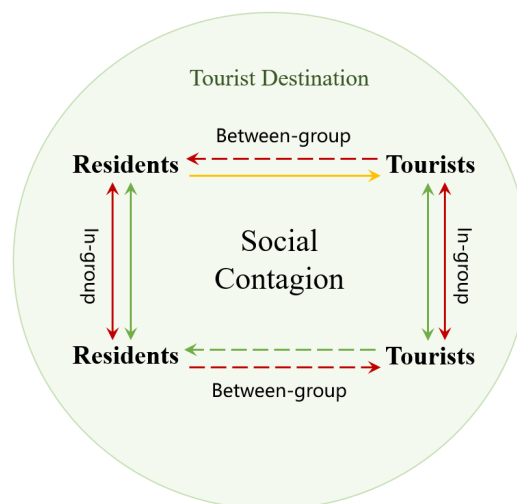 Tourist Destination
Between-group
Residents
Tourists
In-group
Social
Contagion
In-group
Residents
Tourists
Between-group